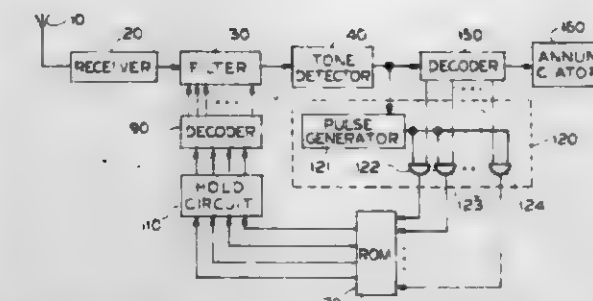 10
20
30
40
150
160
RECEIVER
FILTER
TONE
DETECTOR
DECODER
ANNUN
CIATOR
90
DECODER
PULSE
GENERATOR
120
121
122
123
124
HOLD
CIRCUIT
110
ROM